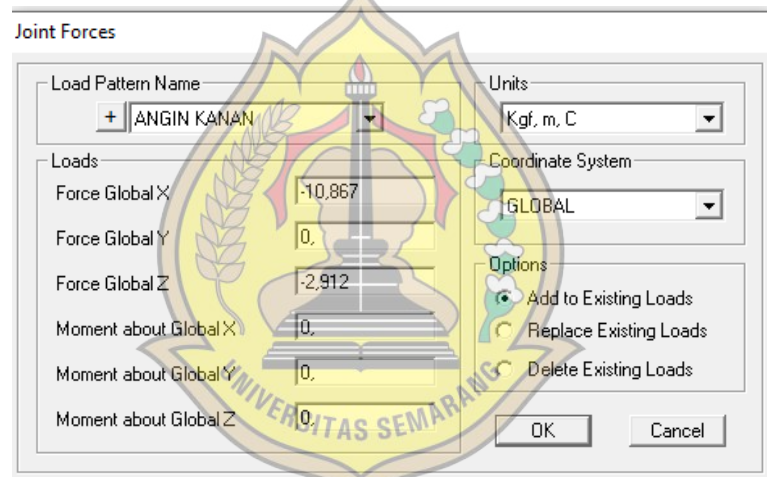 Joint Forces
Load Pattern Name
+ ANGIN KANAN
Units
Kgf, m, C
Loads
Force Global X -10,867
Force Global Y 0,
Force Global Z -2,912
Moment about Global X 0,
Moment about Global Y 0,
Moment about Global Z 0,
Coordinate System
GLOBAL
Options
Add to Existing Loads
Replace Existing Loads
Delete Existing Loads
OK Cancel
UNIVERSITAS SEMARANG